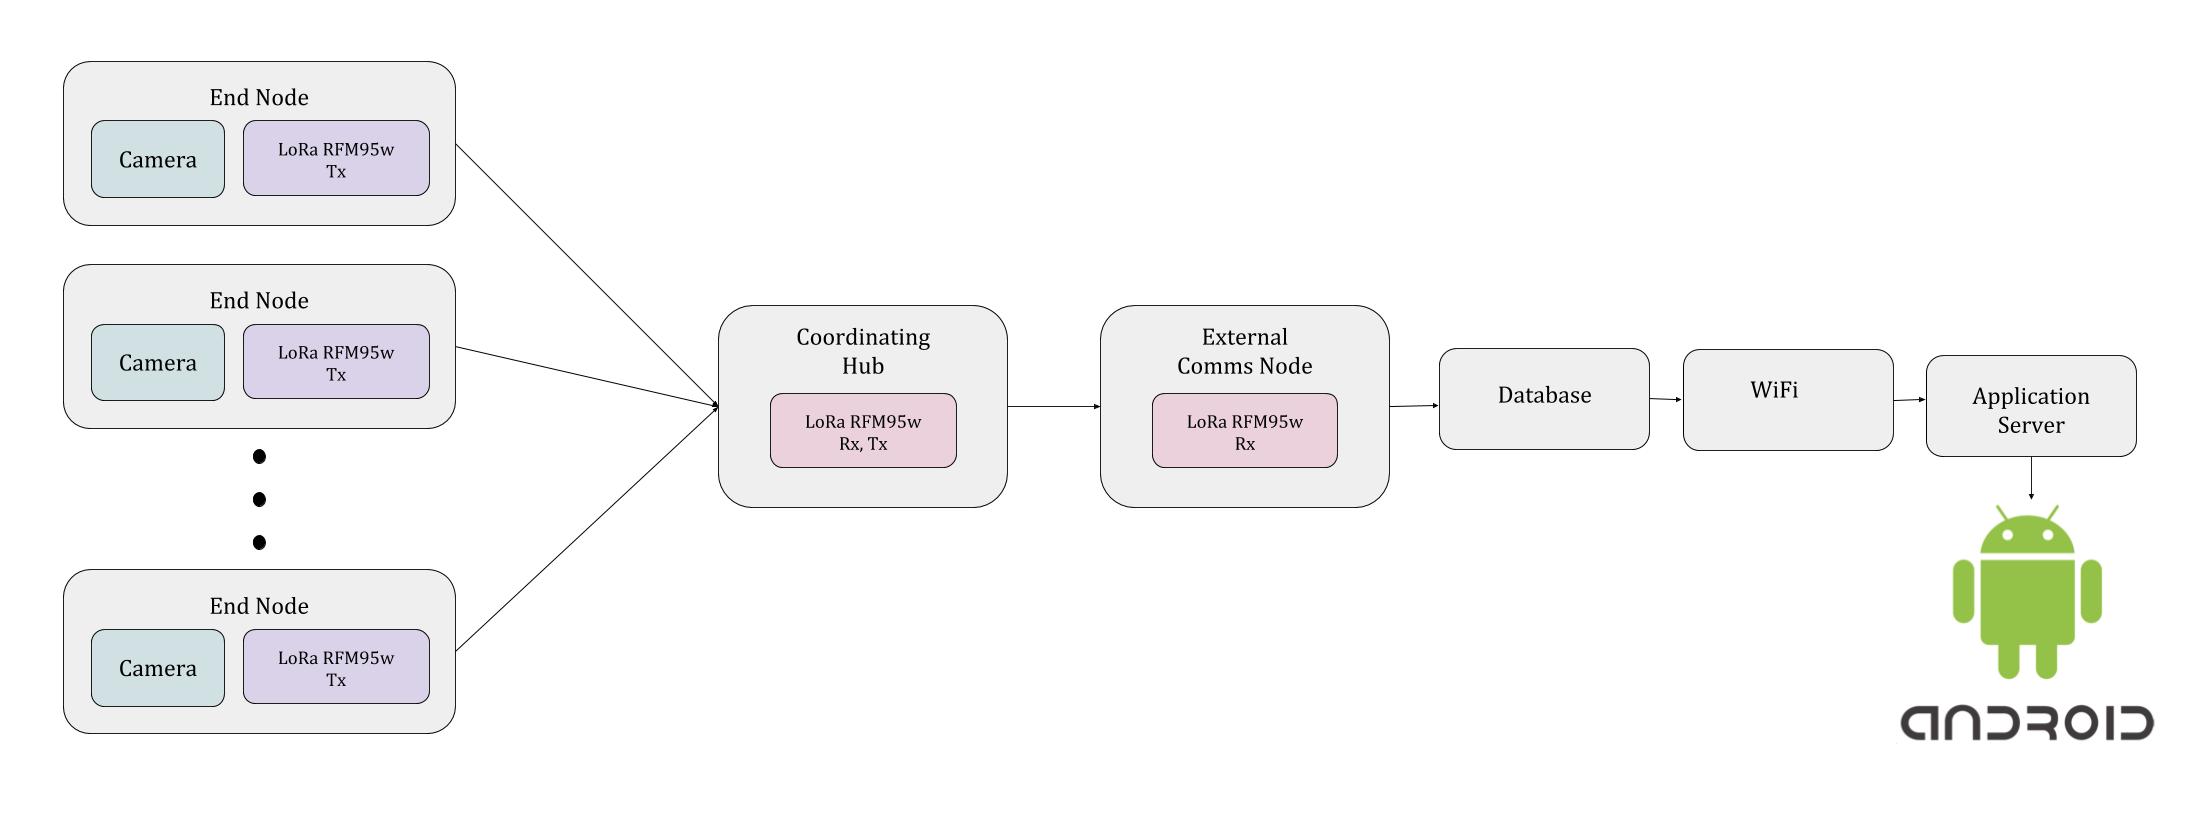 End Node
Camera
LoRa RFM95w
Tx
End Node
Camera
LoRa RFM95w
Tx
End Node
Camera
LoRa RFM95w
Tx
Coordinating
Hub
LoRa RFM95w
Rx, Tx
External
Comms Node
LoRa RFM95w
Rx
Database
WiFi
Application
Server
ANDROID